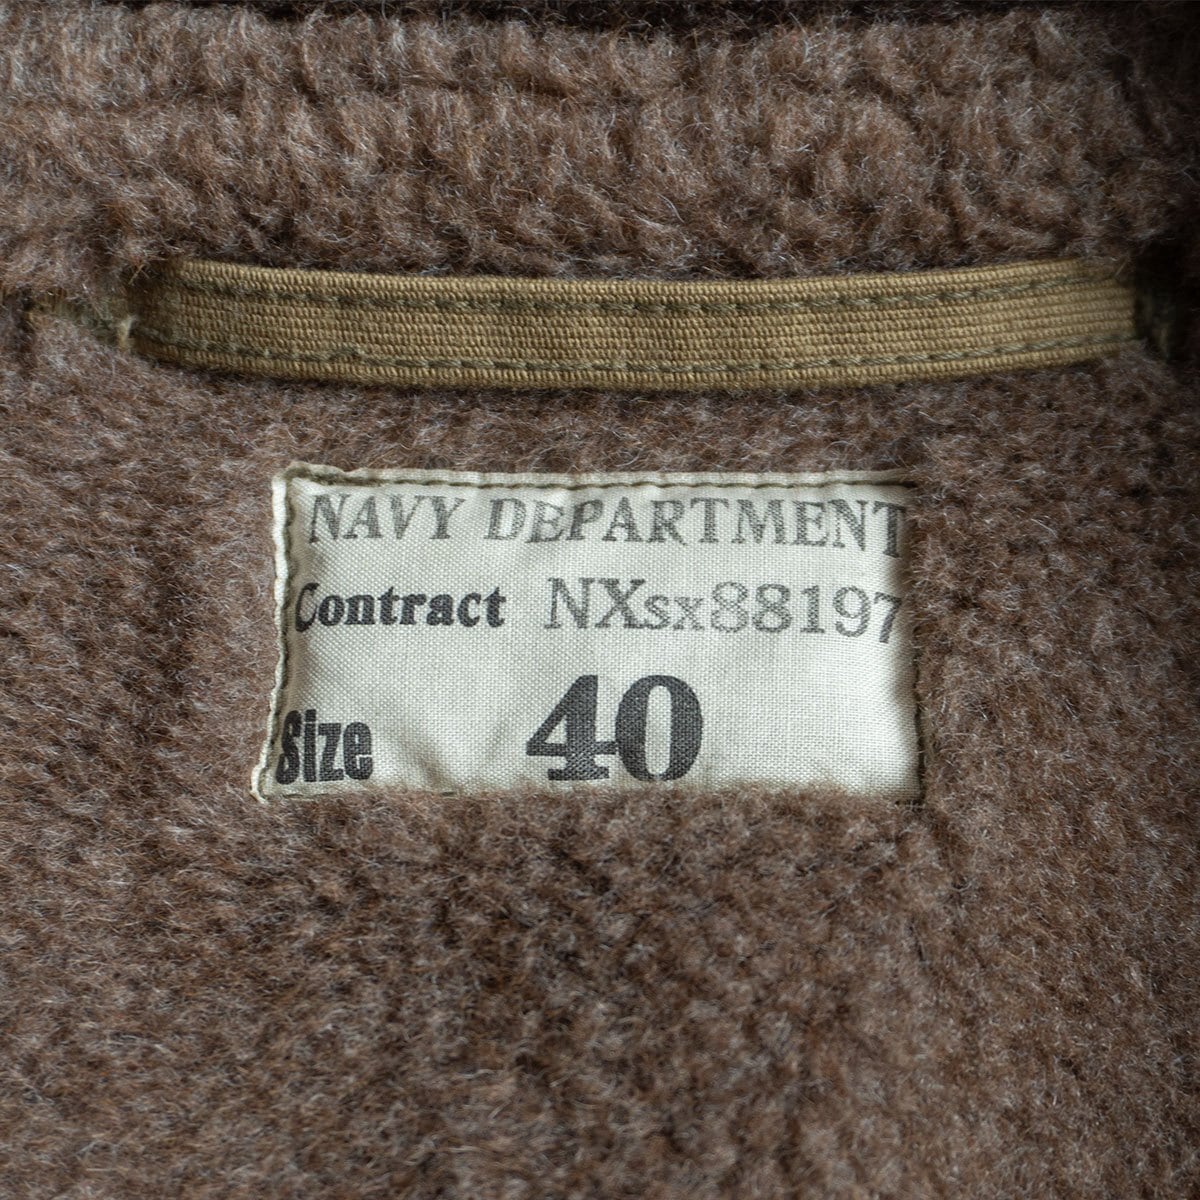 NAVY DEPARTMENT
Contract NXsx88197
Size 40